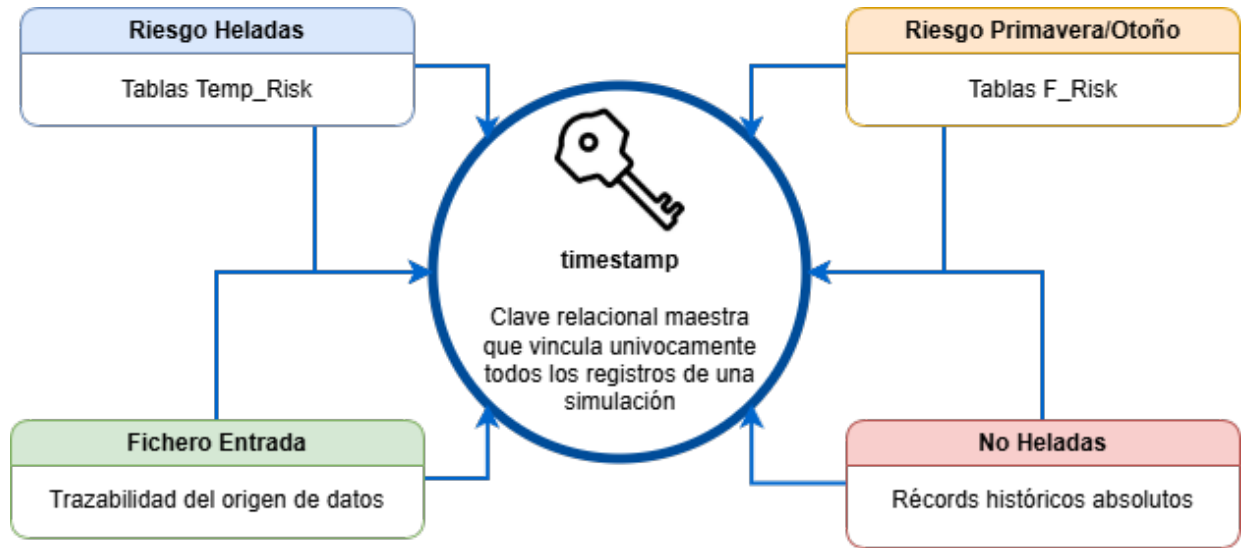 Riesgo Heladas
Tablas Temp_Risk
Riesgo Primavera/Otoño
Tablas F_Risk
timestamp
Clave relacional maestra
que vincula univocamente
todos los registros de una
simulación
Fichero Entrada
Trazabilidad del origen de datos
No Heladas
Récords históricos absolutos